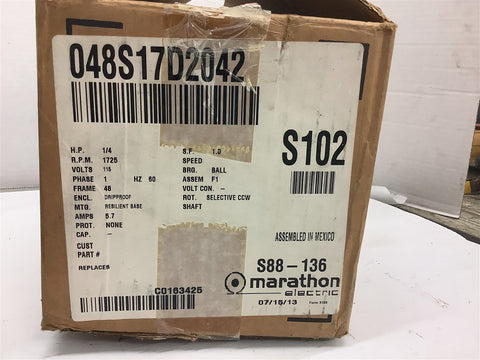 048S17D2042
H.P. 1/4 S.F. 1.0
R.P.M. 1725 SPEED
VOLTS 115 BRG. BALL
PHASE 1 HZ 60 ASSEM F1
FRAME 48 VOLT CON. -
ENCL. DRIPPROOF ROT. SELECTIVE CCW
MTG. RESILIENT BASE SHAFT
AMPS 5.7
PROT. NONE
CAP. -
CUST
PART #
REPLACES
C0163425
S102
ASSEMBLED IN MEXICO
S88-136
marathon
electric
07/15/13